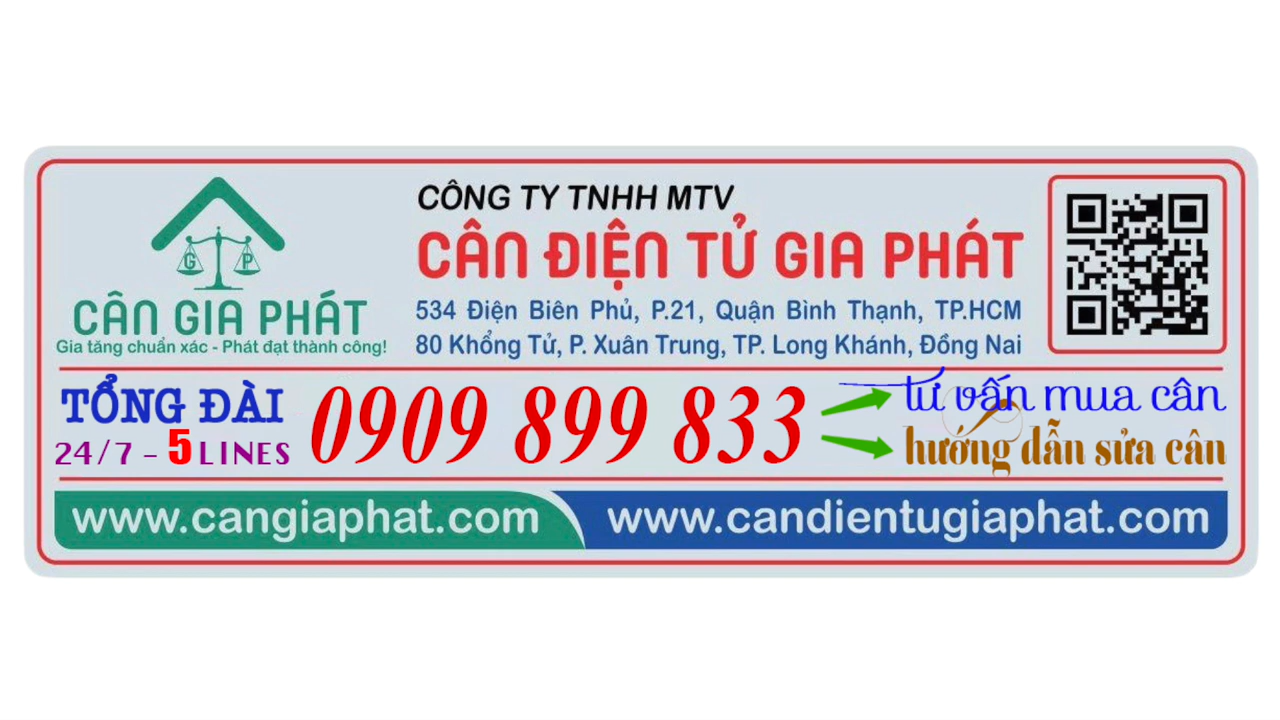 G P
CÂN GIA PHÁT
Gia tăng chuẩn xác - Phát đạt thành công!
CÔNG TY TNHH MTV
CÂN ĐIỆN TỬ GIA PHÁT
534 Điện Biên Phủ, P.21, Quận Bình Thạnh, TP.HCM
80 Khổng Tử, P. Xuân Trung, TP. Long Khánh, Đồng Nai
TỔNG ĐÀI
24/7 - 5 LINES
0909 899 833
tư vấn mua cân
hướng dẫn sửa cân
www.cangiaphat.com
www.candientugiaphat.com